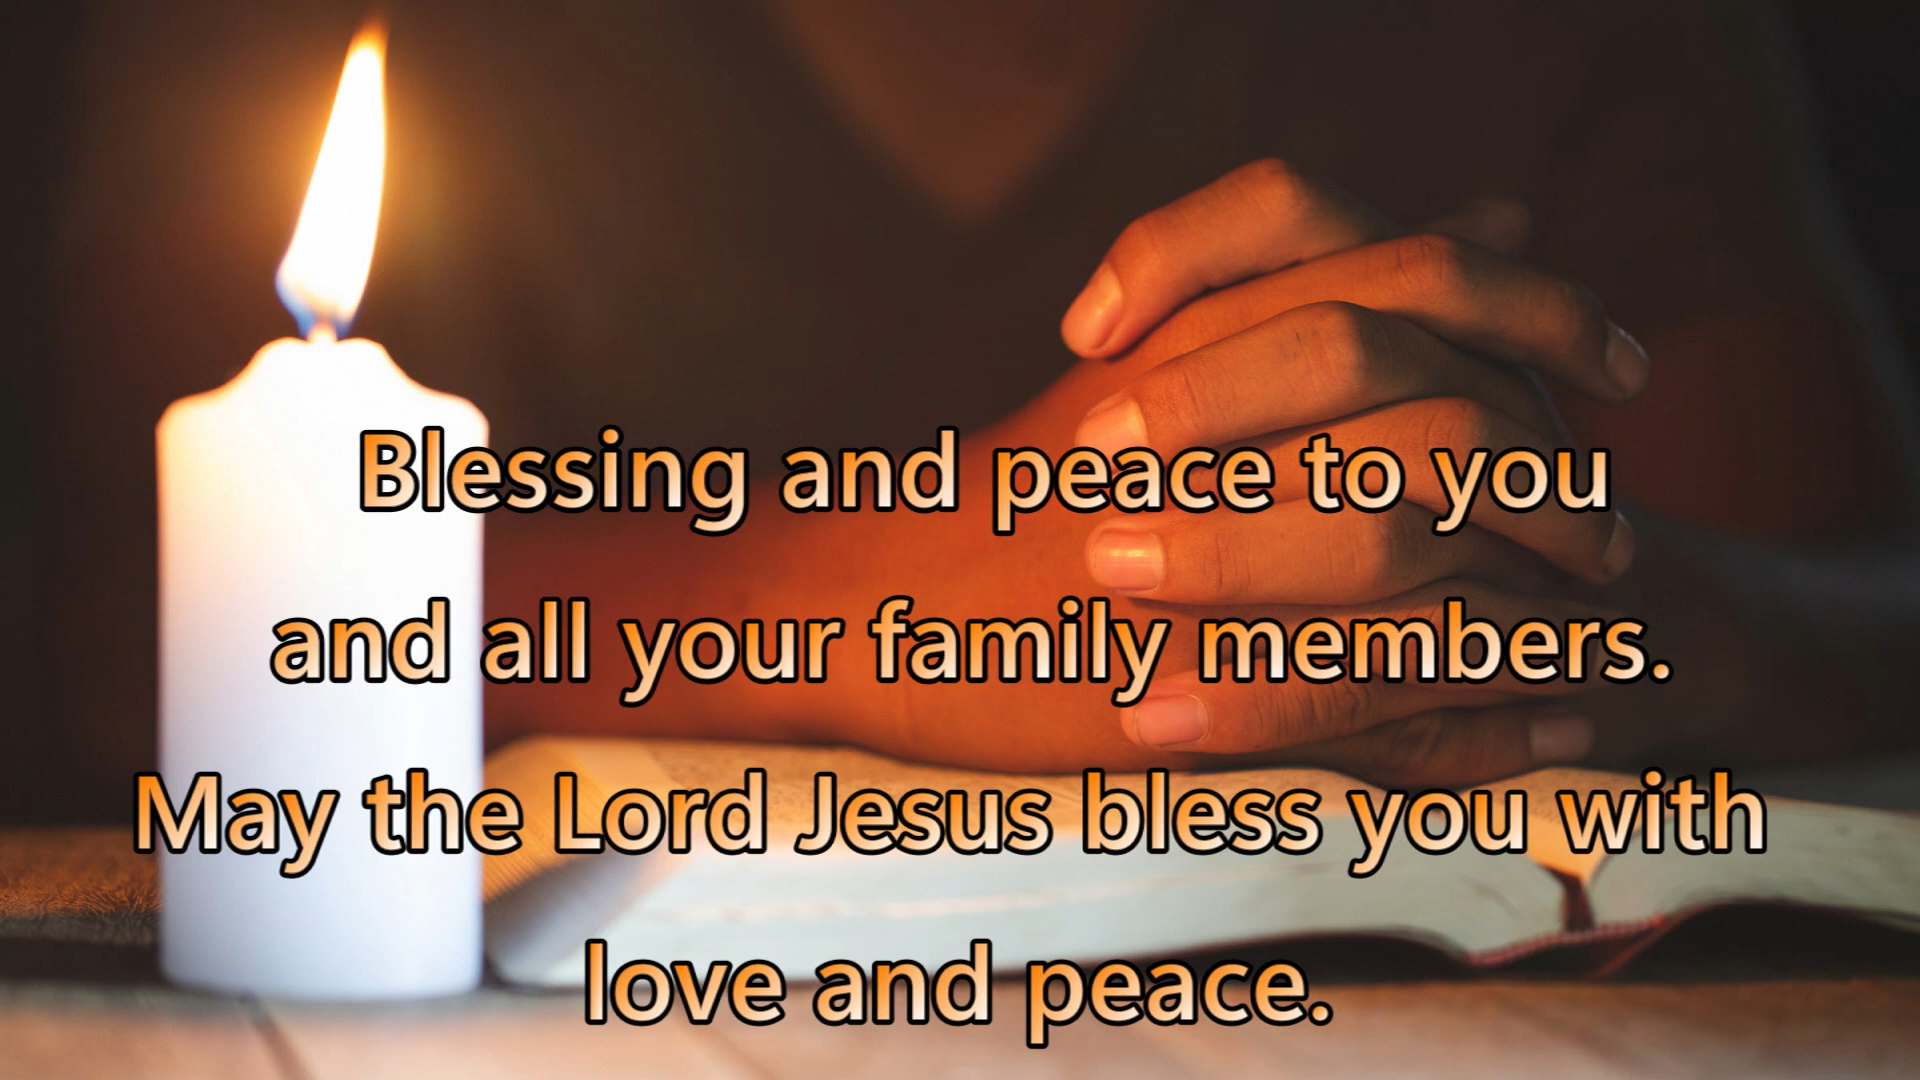 Blessing and peace to you
and all your family members.
May the Lord Jesus bless you with
love and peace.